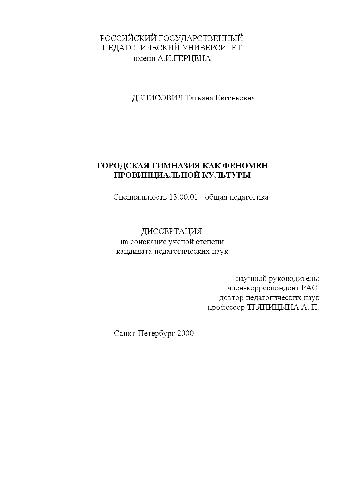 РОССИЙСКИЙ ГОСУДАРСТВЕННЫЙ
ПЕДАГОГИЧЕСКИЙ УНИВЕРСИТЕТ
имени А.И.ГЕРЦЕНА
Татьяна Евгеньевна
ГОРОДСКАЯ ГИМНАЗИЯ КАК ФЕНОМЕН
ПРОВИНЦИАЛЬНОЙ КУЛЬТУРЫ
Специальность 13.00.01 - общая педагогика
ДИССЕРТАЦИЯ
на соискание ученой степени
кандидата педагогических наук
научный руководитель:
член-корреспондент РАО,
доктор педагогических наук
профессор ТРЯПИЦЫНА А. П.
Санкт-Петербург 2000